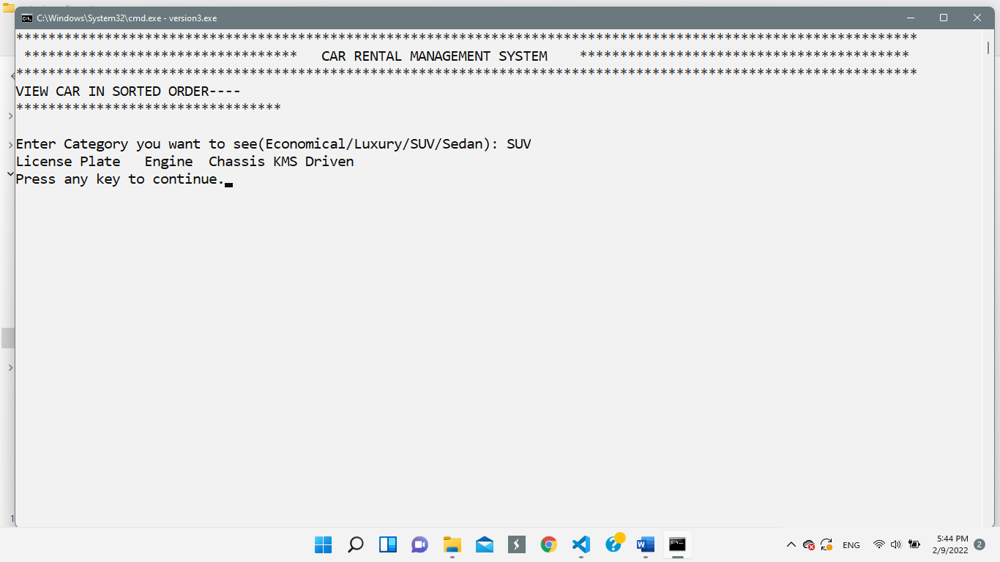 C:\Windows\System32\cmd.exe - version3.exe
****************************************************************************************************************
********************************** CAR RENTAL MANAGEMENT SYSTEM *****************************************
****************************************************************************************************************
VIEW CAR IN SORTED ORDER----
*********************************
Enter Category you want to see(Economical/Luxury/SUV/Sedan): SUV
License Plate Engine Chassis KMS Driven
Press any key to continue.
ENG
5:44 PM
2/9/2022
2